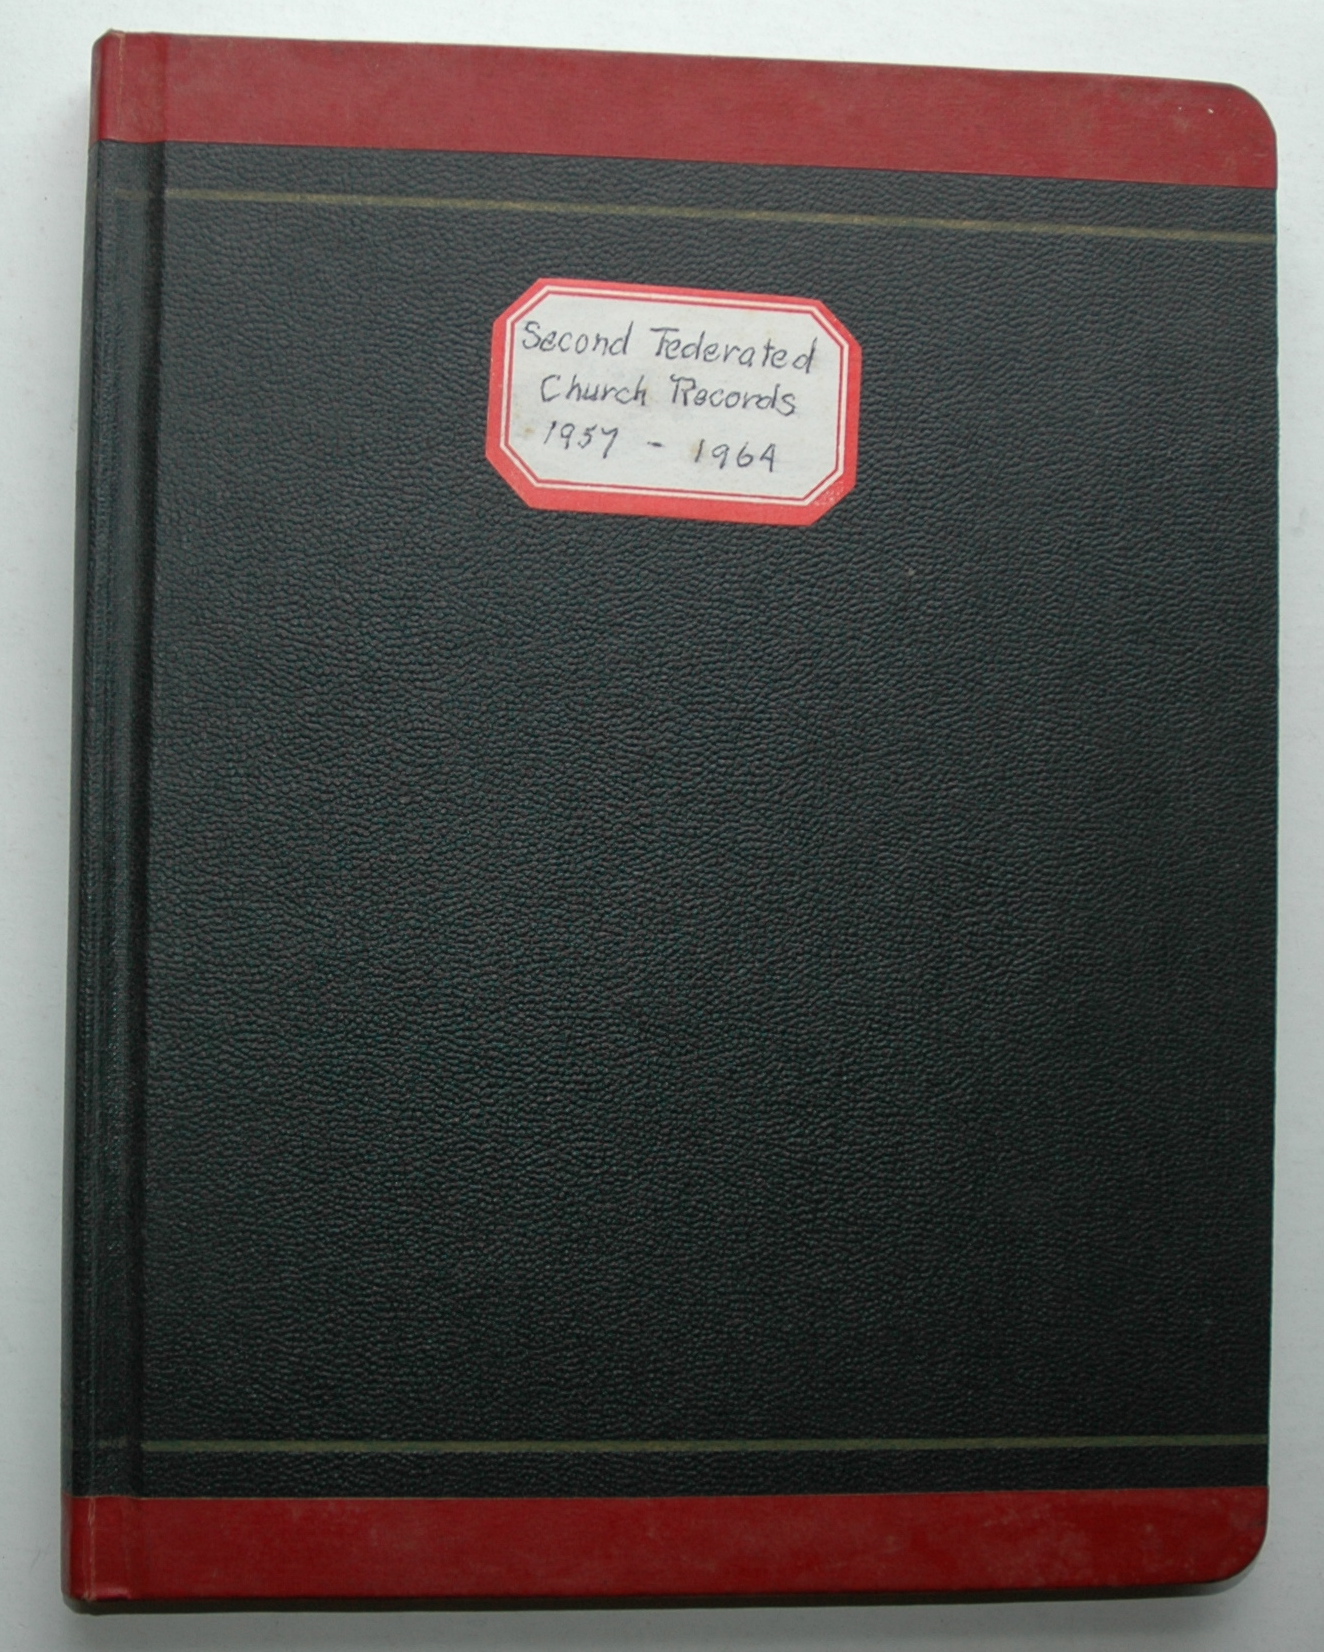 Second Federated
Church Records
1957 - 1964